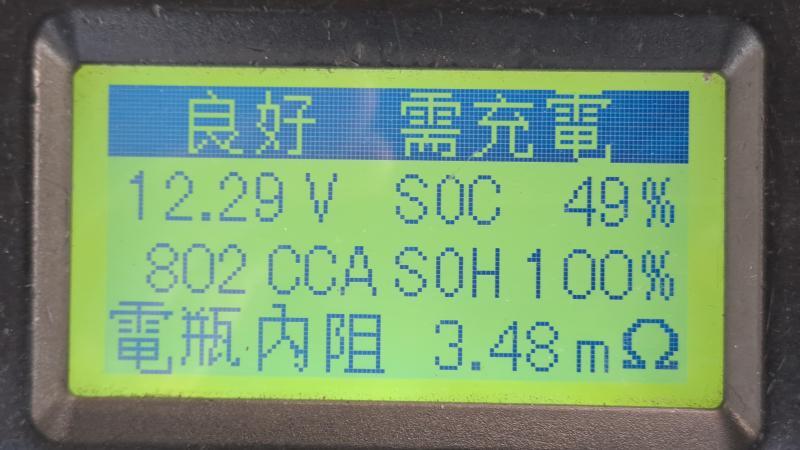 良好 需充電
12.29 V SOC 49%
802 CCA SOH 100%
電瓶內阻 3.48 mΩ